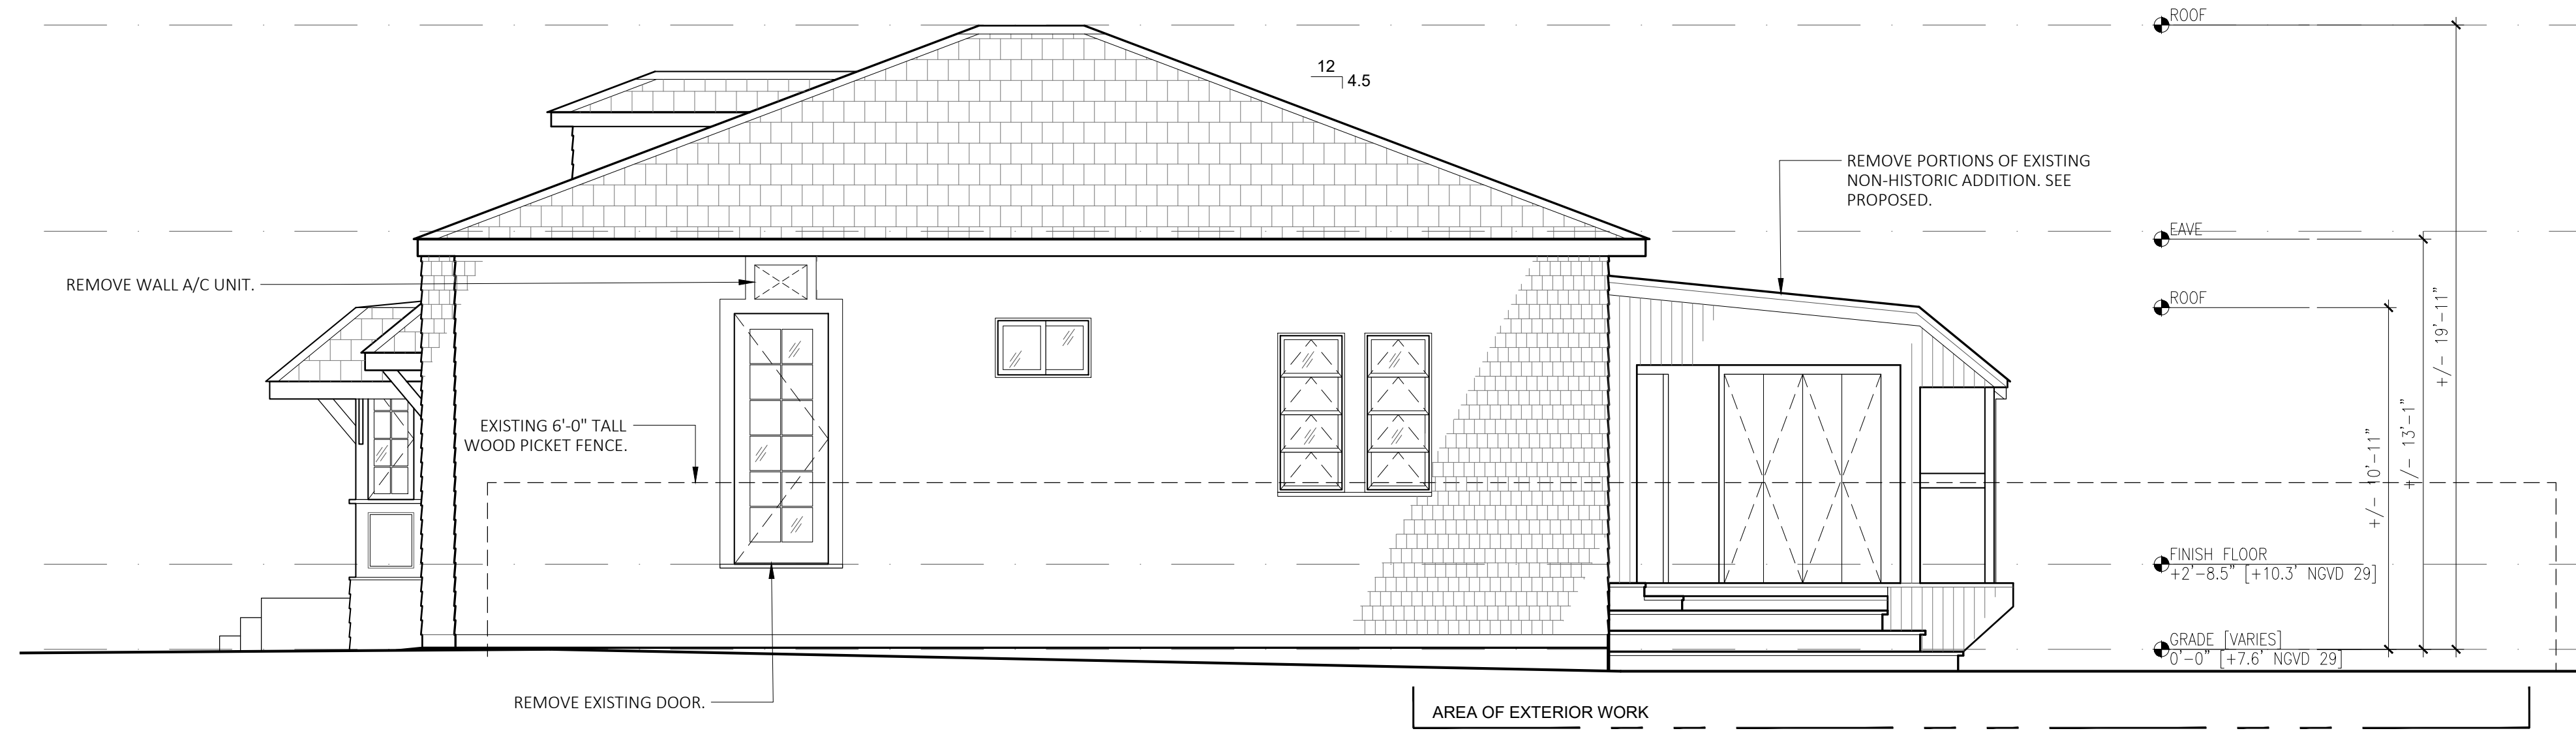 ROOF
12
4.5
REMOVE PORTIONS OF EXISTING
NON-HISTORIC ADDITION. SEE
PROPOSED.
EAVE
REMOVE WALL A/C UNIT.
ROOF
+/- 19'-11"
+/- 13'-1"
+/- 10'-11"
EXISTING 6'-0" TALL
WOOD PICKET FENCE.
FINISH FLOOR
+2'-8.5" [+10.3' NGVD 29]
GRADE [VARIES]
0'-0" [+7.6' NGVD 29]
REMOVE EXISTING DOOR.
AREA OF EXTERIOR WORK